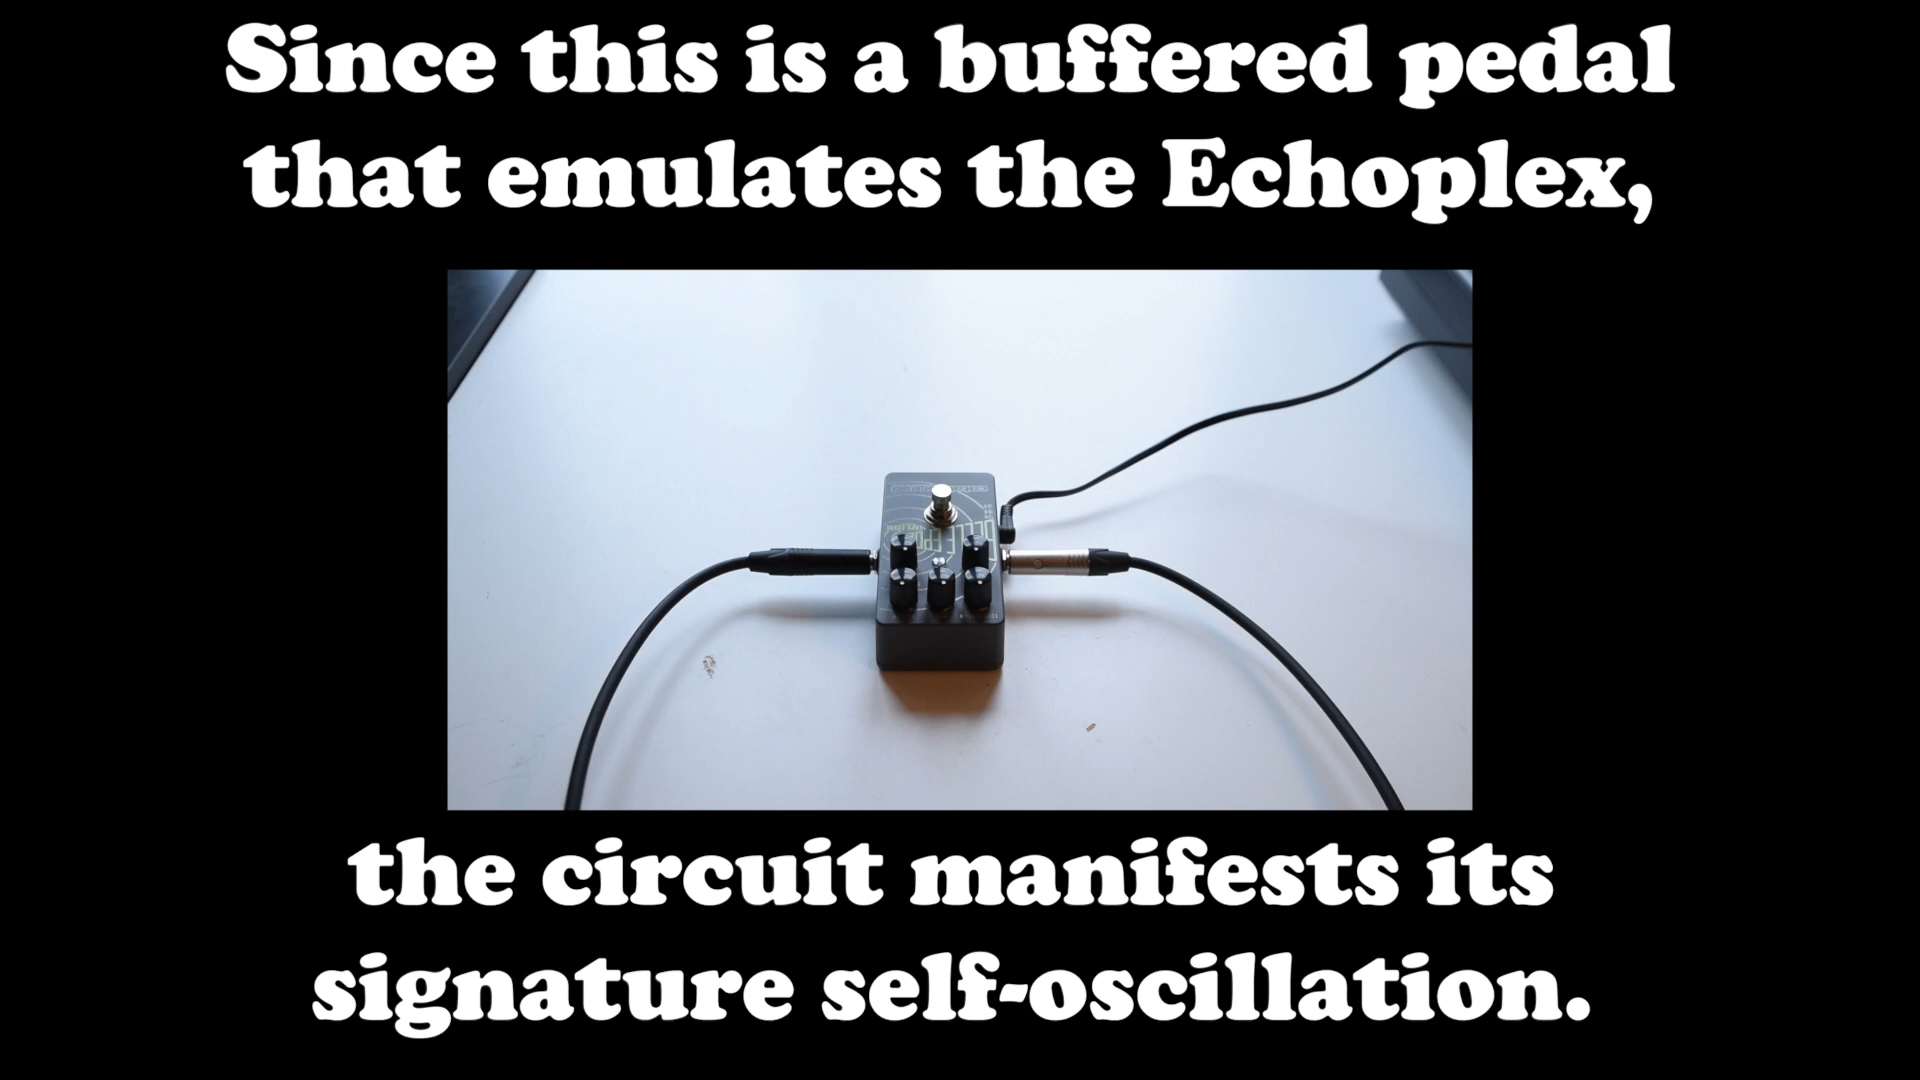 Since this is a buffered pedal
that emulates the Echoplex,
the circuit manifests its
signature self-oscillation.